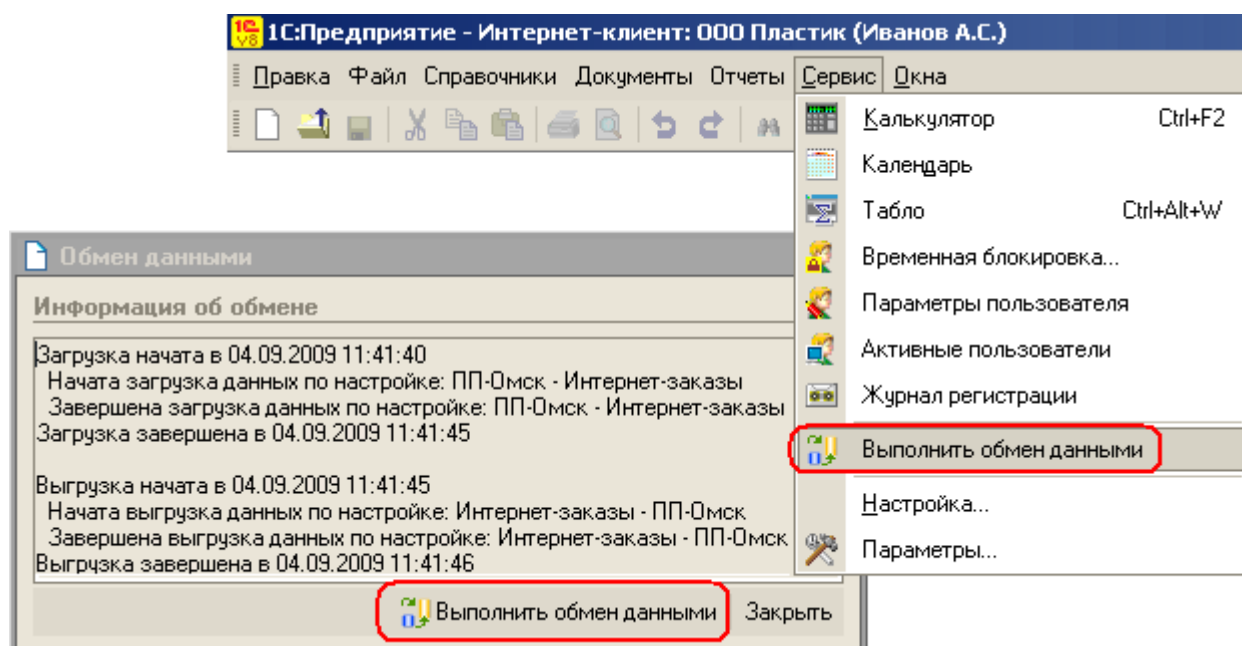 1С:Предприятие - Интернет-клиент: ООО Пластик (Иванов А.С.)
Правка Файл Справочники Документы Отчеты Сервис Окна
Калькулятор Ctrl+F2
Календарь
Табло Ctrl+Alt+W
Временная блокировка...
Параметры пользователя
Активные пользователи
Журнал регистрации
Выполнить обмен данными
Настройка...
Параметры...
Обмен данными
Информация об обмене
Загрузка начата в 04.09.2009 11:41:40
Начата загрузка данных по настройке: ПП-Омск - Интернет-заказы
Завершена загрузка данных по настройке: ПП-Омск - Интернет-заказы
Загрузка завершена в 04.09.2009 11:41:45
Выгрузка начата в 04.09.2009 11:41:45
Начата выгрузка данных по настройке: Интернет-заказы - ПП-Омск
Завершена выгрузка данных по настройке: Интернет-заказы - ПП-Омск
Выгрузка завершена в 04.09.2009 11:41:46
Выполнить обмен данными Закрыть